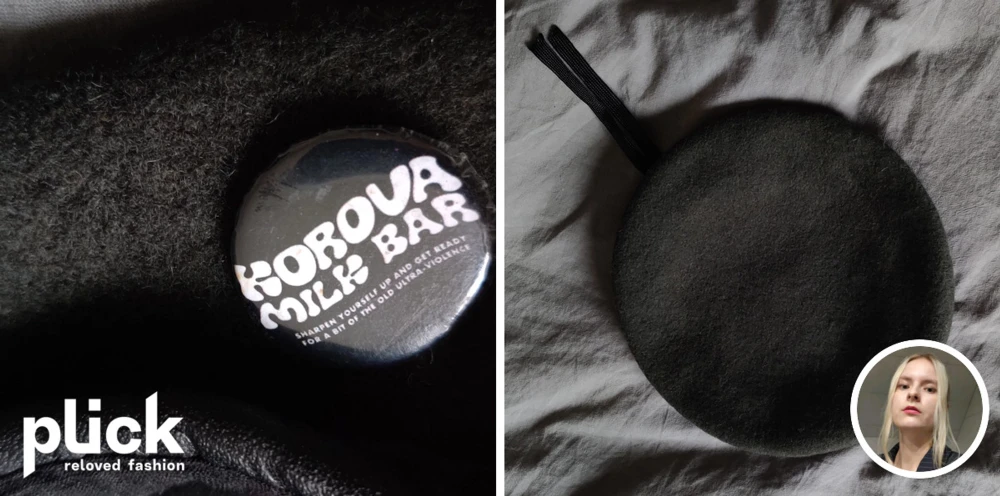 KOROVA
MILK BAR
SHARPEN YOURSELF UP AND GET READY
FOR A BIT OF THE OLD ULTRA-VIOLENCE
plick
reloved fashion